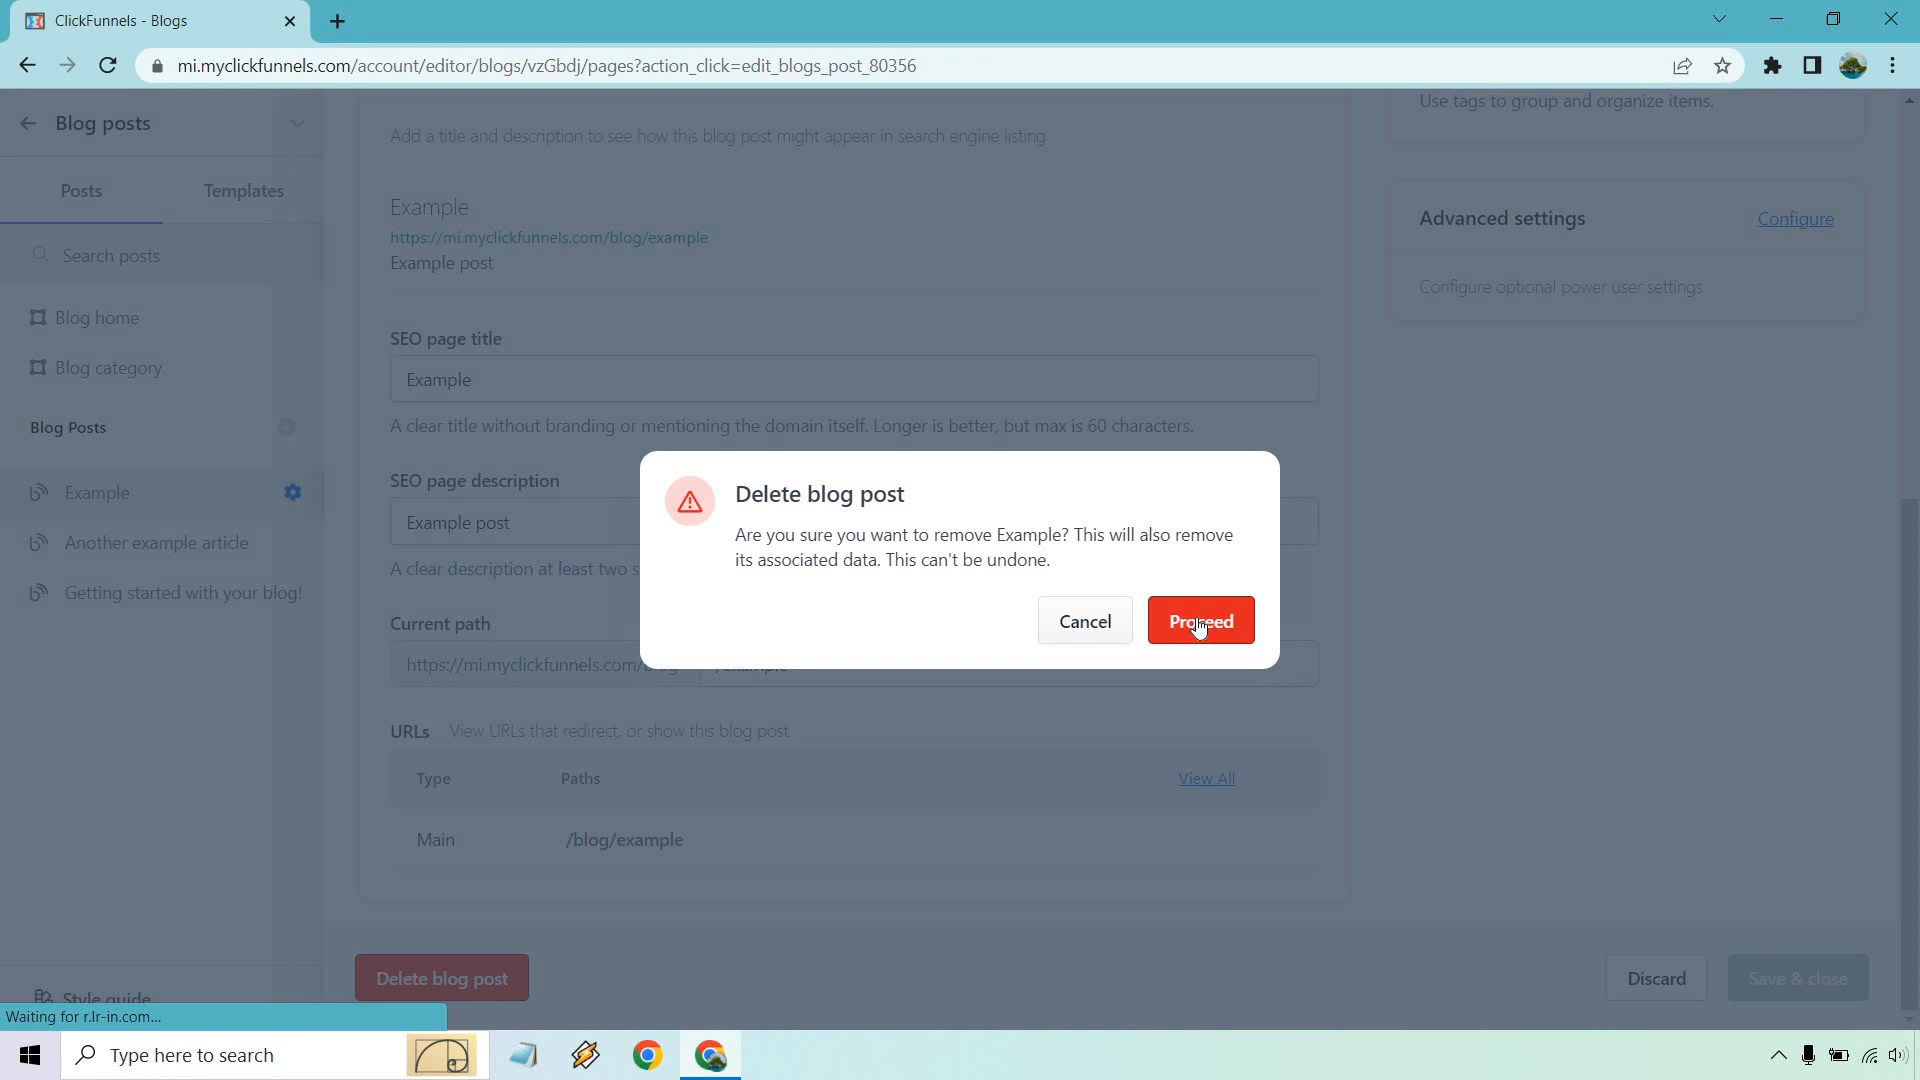 ClickFunnels - Blogs
mi.myclickfunnels.com/account/editor/blogs/vzGbdj/pages?action_click=edit_blogs_post_80356
Blog posts
Posts
Templates
Search posts
Blog home
Blog category
Blog Posts
Example
Another example article
Getting started with your blog!
Style guide
Add a title and description to see how this blog post might appear in search engine listing
Example
https://mi.myclickfunnels.com/blog/example
Example post
SEO page title
Example
A clear title without branding or mentioning the domain itself. Longer is better, but max is 60 characters.
SEO page description
Example post
A clear description at least two s
Current path
https://mi.myclickfunnels.com/blog
/example
URLs View URLs that redirect, or show this blog post
Type Paths View All
Main /blog/example
Delete blog post
Discard
Save & close
Use tags to group and organize items.
Advanced settings
Configure
Configure optional power user settings
Delete blog post
Are you sure you want to remove Example? This will also remove
its associated data. This can't be undone.
Cancel
Proceed
Waiting for r.lr-in.com...
Type here to search